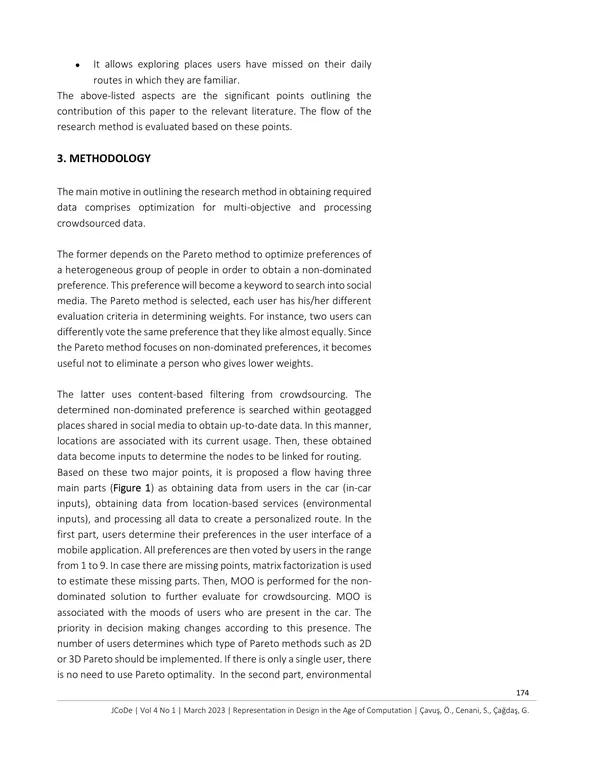 • It allows exploring places users have missed on their daily
routes in which they are familiar.
The above-listed aspects are the significant points outlining the
contribution of this paper to the relevant literature. The flow of the
research method is evaluated based on these points.
3. METHODOLOGY
The main motive in outlining the research method in obtaining required
data comprises optimization for multi-objective and processing
crowdsourced data.
The former depends on the Pareto method to optimize preferences of
a heterogeneous group of people in order to obtain a non-dominated
preference. This preference will become a keyword to search into social
media. The Pareto method is selected, each user has his/her different
evaluation criteria in determining weights. For instance, two users can
differently vote the same preference that they like almost equally. Since
the Pareto method focuses on non-dominated preferences, it becomes
useful not to eliminate a person who gives lower weights.
The latter uses content-based filtering from crowdsourcing. The
determined non-dominated preference is searched within geotagged
places shared in social media to obtain up-to-date data. In this manner,
locations are associated with its current usage. Then, these obtained
data become inputs to determine the nodes to be linked for routing.
Based on these two major points, it is proposed a flow having three
main parts (Figure 1) as obtaining data from users in the car (in-car
inputs), obtaining data from location-based services (environmental
inputs), and processing all data to create a personalized route. In the
first part, users determine their preferences in the user interface of a
mobile application. All preferences are then voted by users in the range
from 1 to 9. In case there are missing points, matrix factorization is used
to estimate these missing parts. Then, MOO is performed for the non-
dominated solution to further evaluate for crowdsourcing. MOO is
associated with the moods of users who are present in the car. The
priority in decision making changes according to this presence. The
number of users determines which type of Pareto methods such as 2D
or 3D Pareto should be implemented. If there is only a single user, there
is no need to use Pareto optimality. In the second part, environmental
174
JCoDe | Vol 4 No 1 | March 2023 | Representation in Design in the Age of Computation | Çavuş, Ö., Cenani, S., Çağdaş, G.